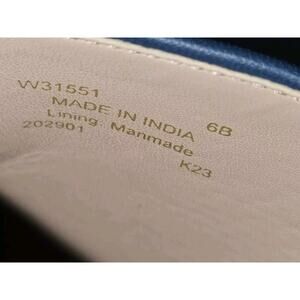 W31551 6B
MADE IN INDIA
Lining: Manmade
202901 K23